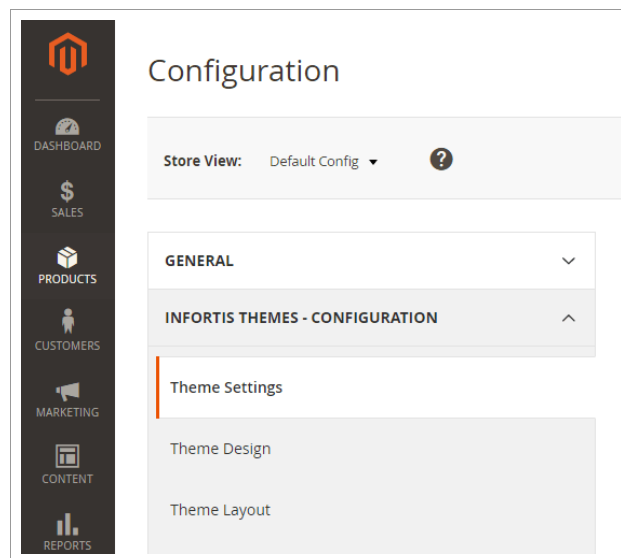 Configuration
DASHBOARD
Store View: Default Config
$
SALES
GENERAL
PRODUCTS
INFORTIS THEMES - CONFIGURATION
CUSTOMERS
Theme Settings
MARKETING
Theme Design
CONTENT
Theme Layout
REPORTS